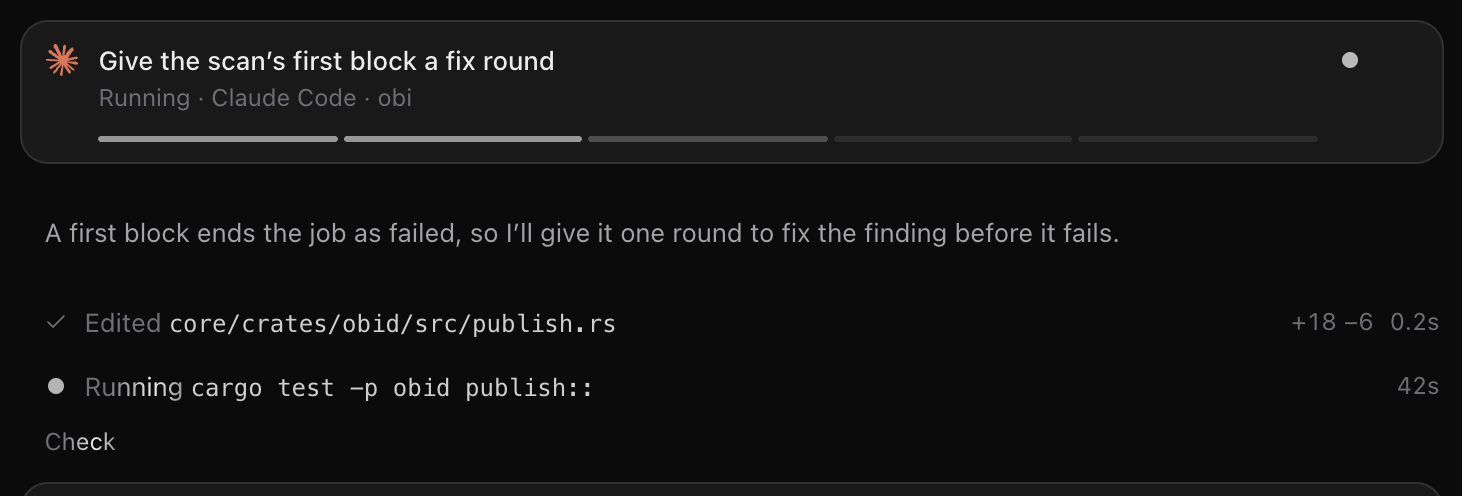 Give the scan’s first block a fix round
Running · Claude Code · obi
A first block ends the job as failed, so I’ll give it one round to fix the finding before it fails.
Edited core/crates/obid/src/publish.rs +18 −6 0.2s
Running cargo test −p obid publish:: 42s
Check